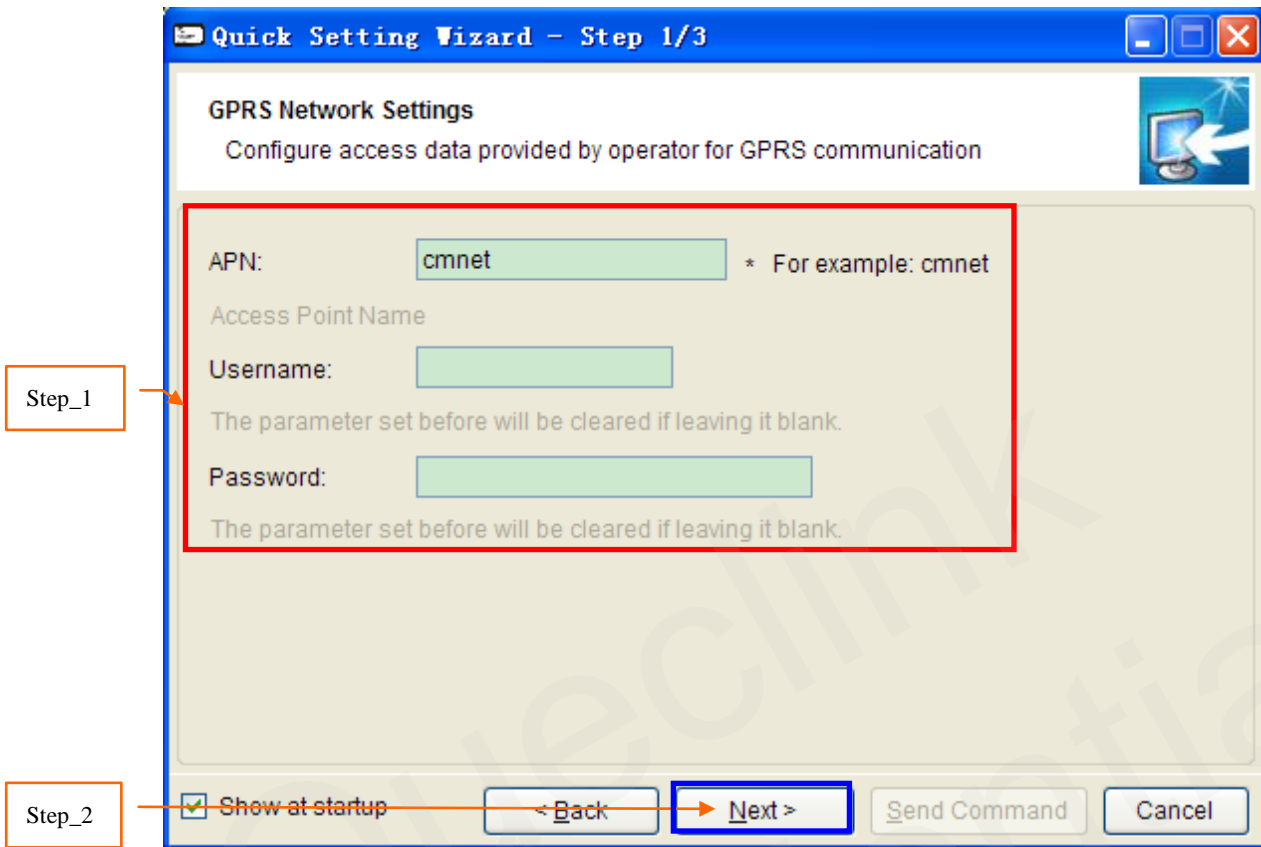 Quick Setting Wizard - Step 1/3
GPRS Network Settings
Configure access data provided by operator for GPRS communication
APN: cmnet * For example: cmnet
Access Point Name
Username:
Step_1
The parameter set before will be cleared if leaving it blank.
Password:
The parameter set before will be cleared if leaving it blank.
Step_2 Show at startup < Back Next > Send Command Cancel